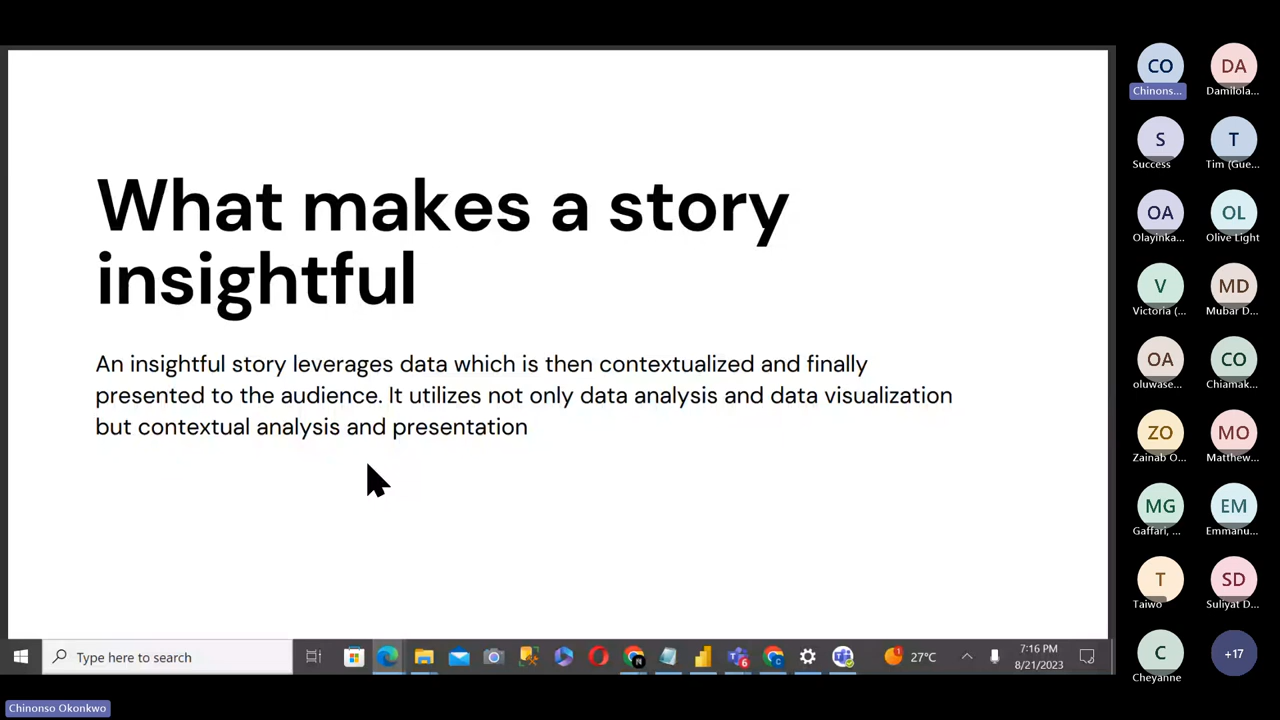 What makes a story
insightful
An insightful story leverages data which is then contextualized and finally
presented to the audience. It utilizes not only data analysis and data visualization
but contextual analysis and presentation
CO DA
Chinons... Damilola...
S T
Success Tim (Gue...
OA OL
Olayinka... Olive Light
V MD
Victoria (... Mubar D...
OA CO
oluwase... Chiamak...
ZO MO
Zainab O... Matthew...
MG EM
Gaffari, ... Emmanu...
T SD
Taiwo Suliyat D...
C +17
Cheyanne
Type here to search
6
27°C
7:16 PM
8/21/2023
Chinonso Okonkwo